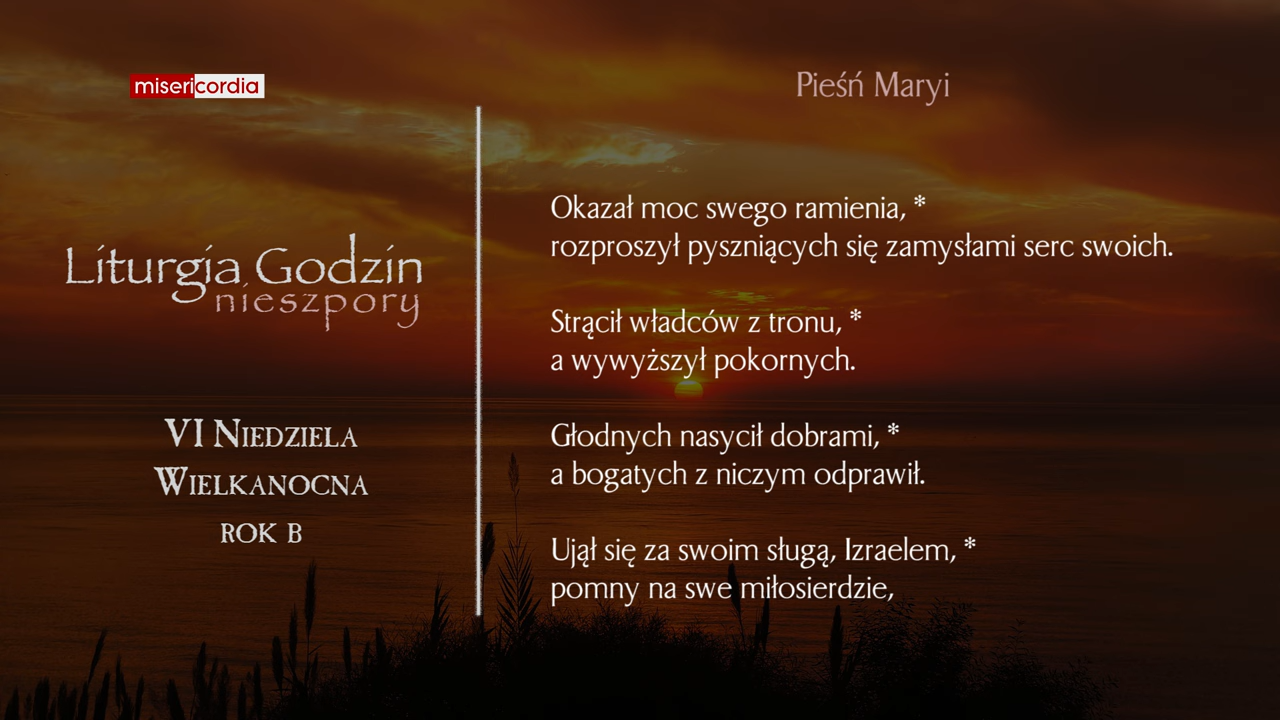 misericordia
Liturgia Godzin
nieszpory
VI Niedziela
Wielkanocna
rok B
Pieśń Maryi
Okazał moc swego ramienia, *
rozproszył pyszniących się zamysłami serc swoich.
Strącił władców z tronu, *
a wywyższył pokornych.
Głodnych nasycił dobrami, *
a bogatych z niczym odprawił.
Ujął się za swoim sługą, Izraelem, *
pomny na swe miłosierdzie,